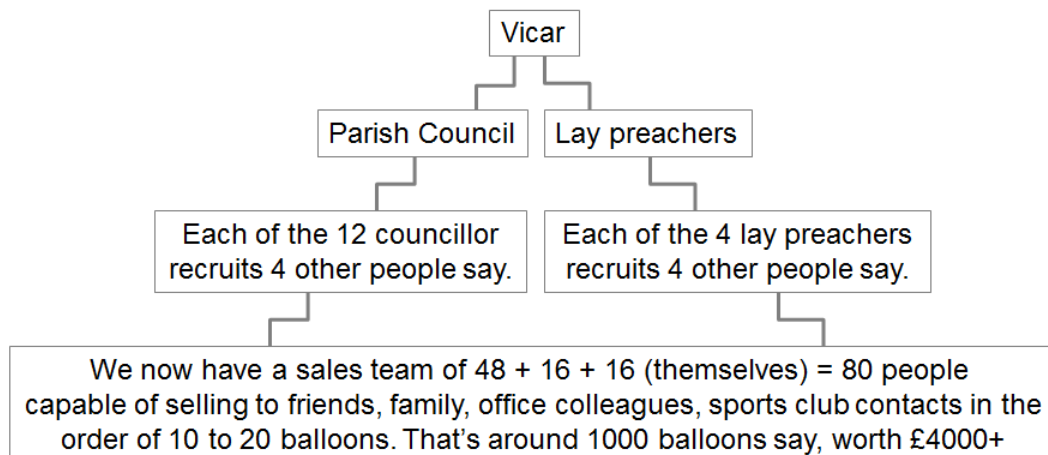 Vicar
Parish Council
Lay preachers
Each of the 12 councillor
recruits 4 other people say.
Each of the 4 lay preachers
recruits 4 other people say.
We now have a sales team of 48 + 16 + 16 (themselves) = 80 people
capable of selling to friends, family, office colleagues, sports club contacts in the
order of 10 to 20 balloons. That’s around 1000 balloons say, worth £4000+